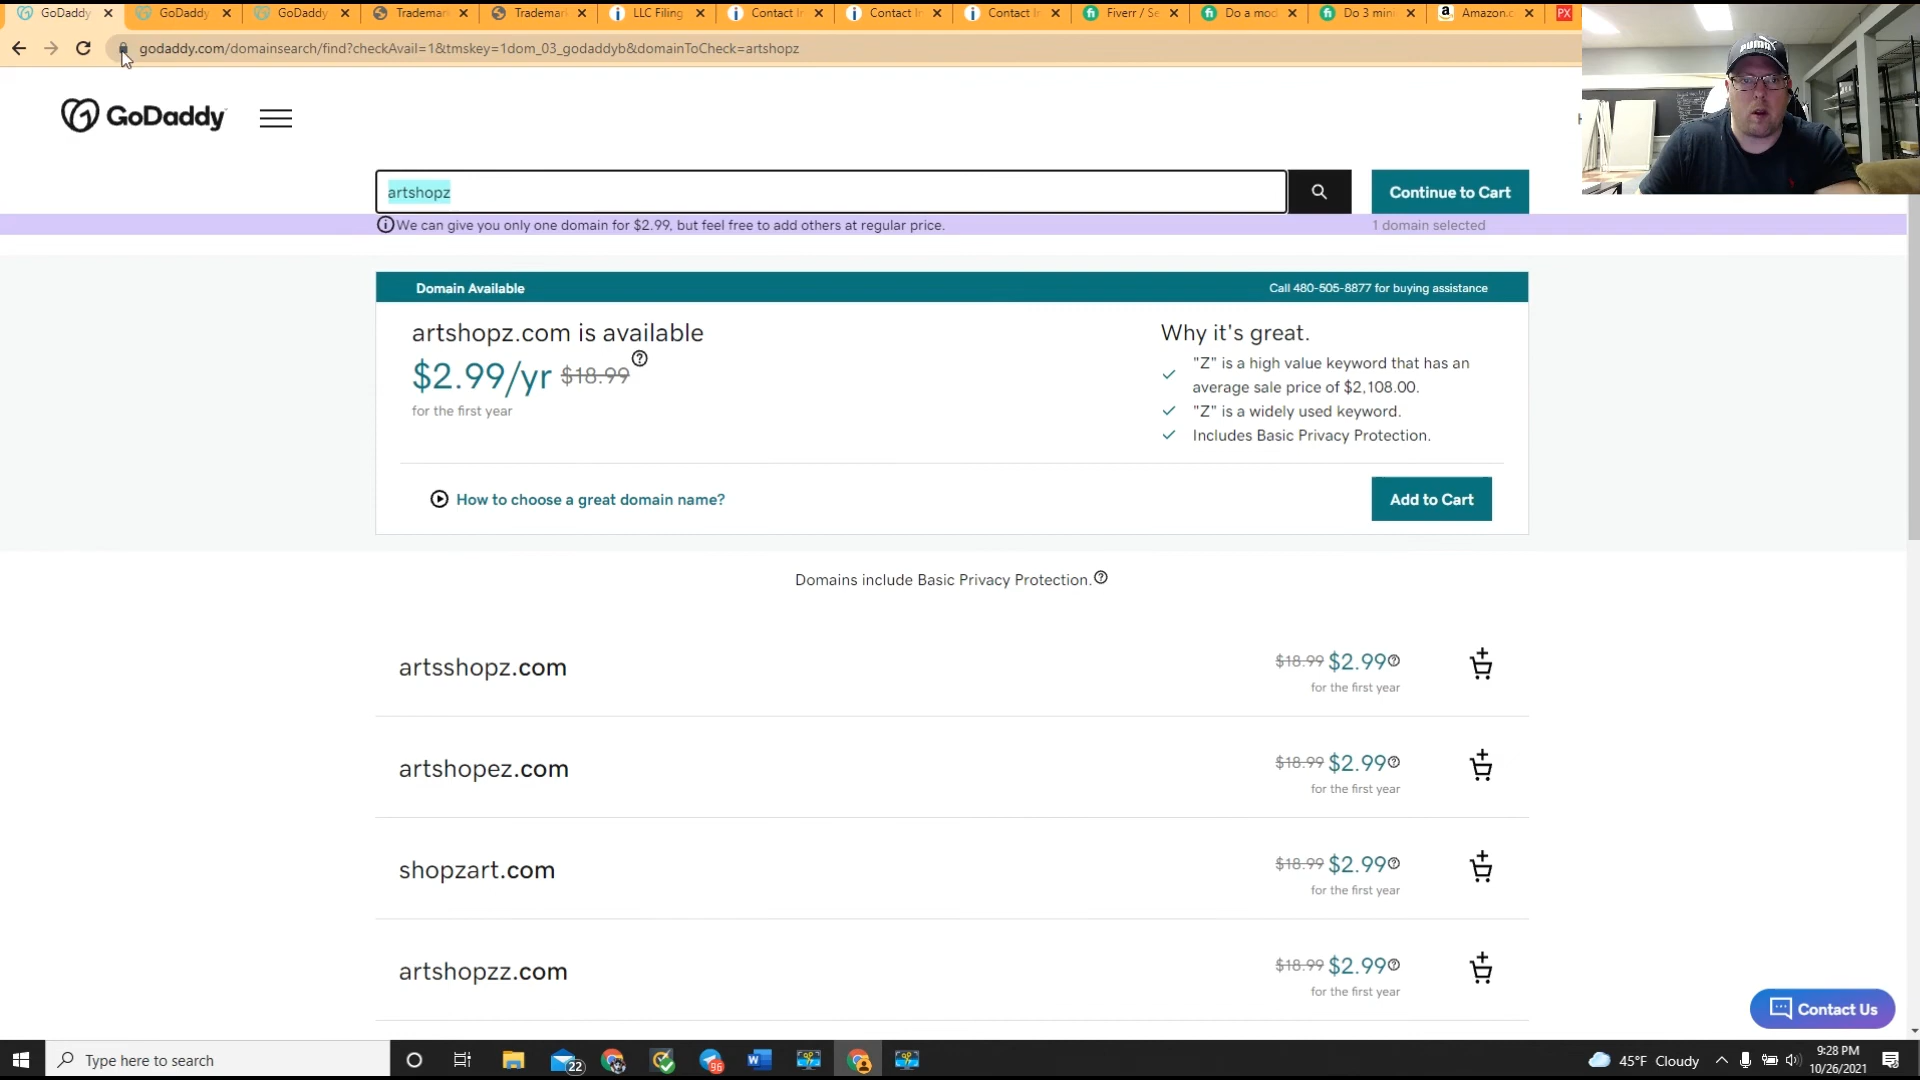 GoDaddy
GoDaddy
GoDaddy
Trademar
Trademar
LLC Filing
Contact I
Contact I
Contact I
Fiverr / Se
Do a mod
Do 3 mini
Amazon.c
PX
godaddy.com/domainsearch/find?checkAvail=1&tmskey=1dom_03_godaddyb&domainToCheck=artshopz
PUMA
GoDaddy
artshopz
Continue to Cart
We can give you only one domain for $2.99, but feel free to add others at regular price.
1 domain selected
Domain Available
Call 480-505-8877 for buying assistance
artshopz.com is available
$2.99/yr $18.99
for the first year
Why it's great.
"Z" is a high value keyword that has an
average sale price of $2,108.00.
"Z" is a widely used keyword.
Includes Basic Privacy Protection.
How to choose a great domain name?
Add to Cart
Domains include Basic Privacy Protection.
artsshopz.com
$18.99 $2.99
for the first year
artshopez.com
$18.99 $2.99
for the first year
shopzart.com
$18.99 $2.99
for the first year
artshopzz.com
$18.99 $2.99
for the first year
Contact Us
Type here to search
22
96
45°F Cloudy
9:28 PM
10/26/2021